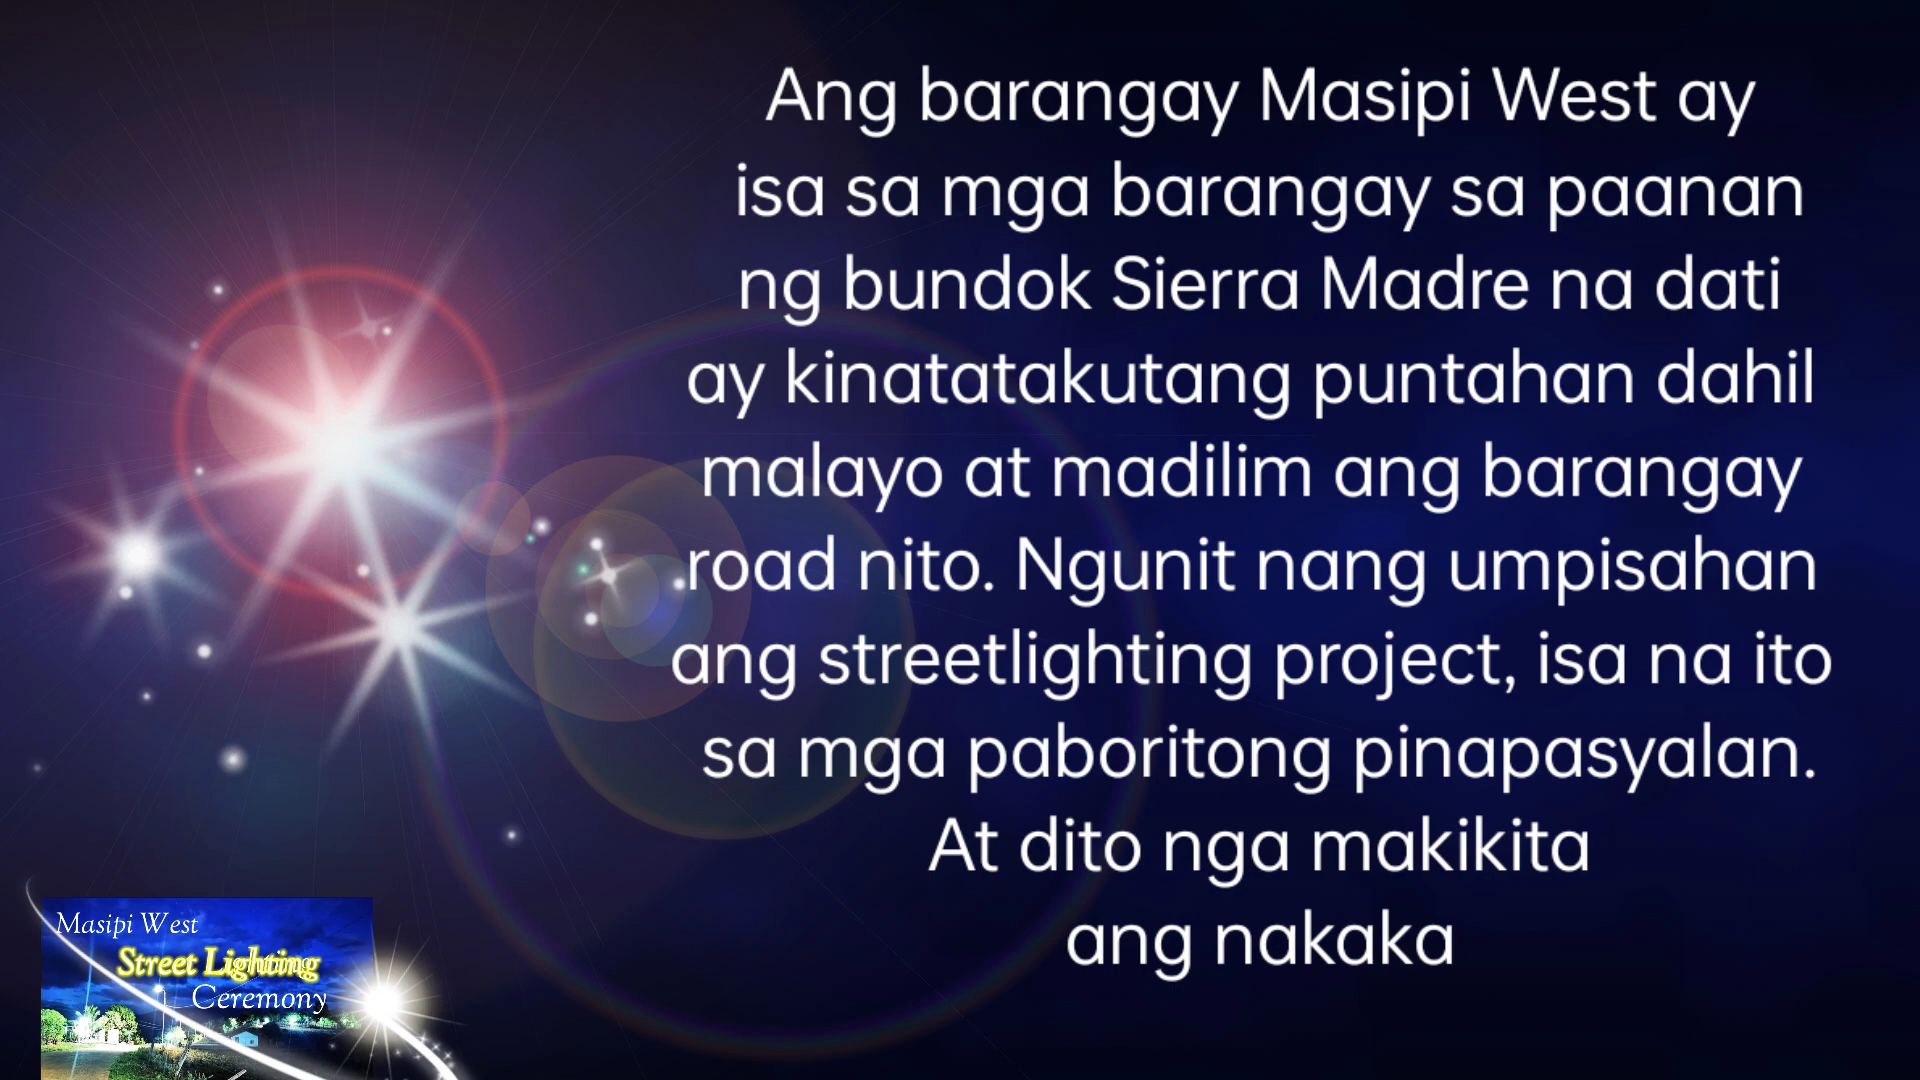 Ang barangay Masipi West ay
isa sa mga barangay sa paanan
ng bundok Sierra Madre na dati
ay kinatatakutang puntahan dahil
malayo at madilim ang barangay
road nito. Ngunit nang umpisahan
ang streetlighting project, isa na ito
sa mga paboritong pinapasyalan.
At dito nga makikita
ang nakaka
Masipi West
Street Lighting
Ceremony